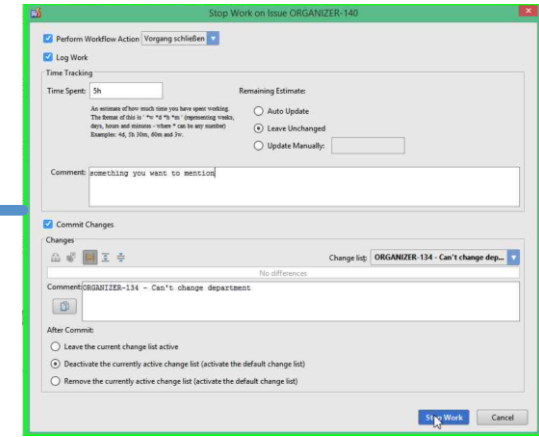 Stop Work on Issue ORGANIZER-140
Perform Workflow Action Vorgang schließen
Log Work
Time Tracking
Time Spent: 5h
Remaining Estimate:
An estimate of how much time you have spent working.
The format of this is ' *w *d *h *m ' (representing weeks,
days, hours and minutes - where * can be any number)
Examples: 4d, 5h 30m, 60m and 3w.
Auto Update
Leave Unchanged
Update Manually:
Comment: something you want to mention
Commit Changes
Changes
Change list: ORGANIZER-134 - Can't change dep...
No differences
Comment: ORGANIZER-134 - Can't change department
After Commit:
Leave the current change list active
Deactivate the currently active change list (activate the default change list)
Remove the currently active change list (activate the default change list)
Stop Work
Cancel